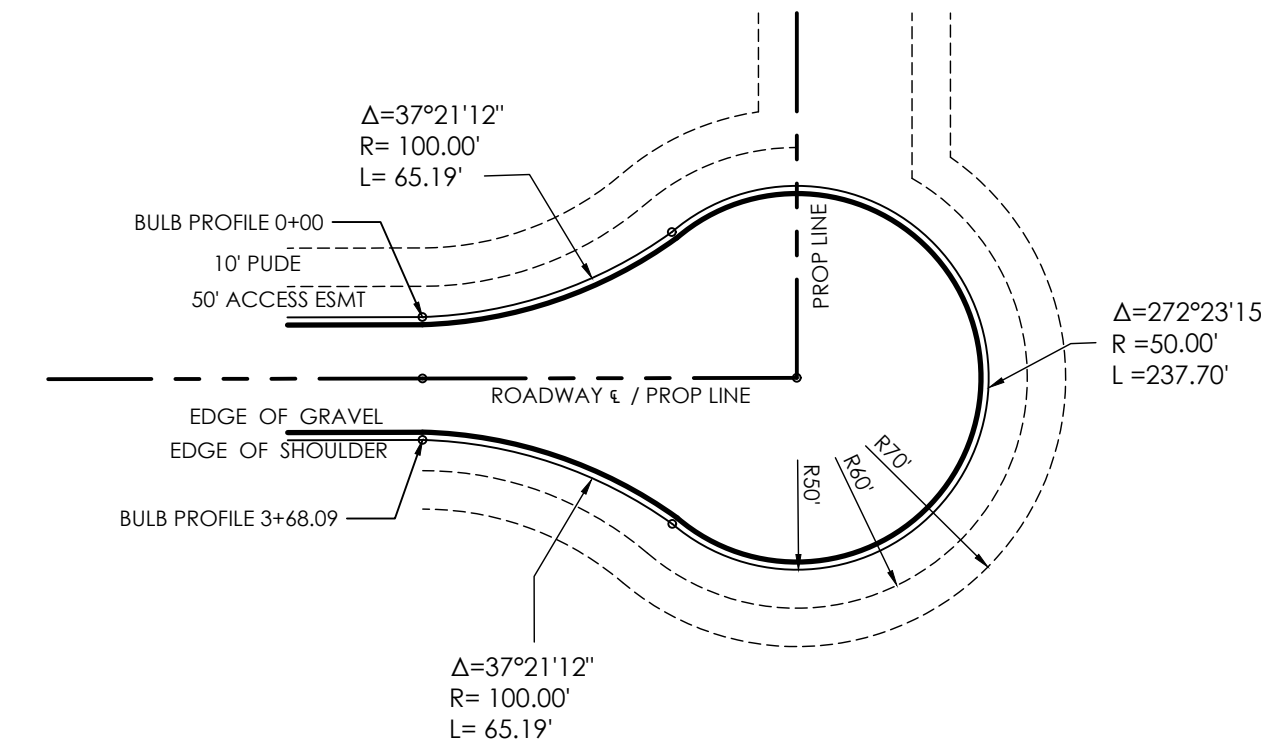 Δ=37°21'12"
R= 100.00'
L= 65.19'
BULB PROFILE 0+00
10' PUDE
50' ACCESS ESMT
PROP LINE
Δ=272°23'15
R =50.00'
L =237.70'
ROADWAY ℄ / PROP LINE
EDGE OF GRAVEL
EDGE OF SHOULDER
R50'
R60'
R70'
BULB PROFILE 3+68.09
Δ=37°21'12"
R= 100.00'
L= 65.19'